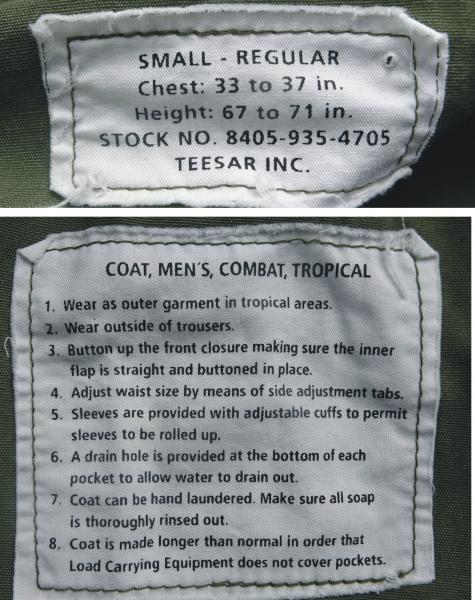 SMALL - REGULAR
Chest: 33 to 37 in.
Height: 67 to 71 in.
STOCK NO. 8405-935-4705
TEESAR INC.
COAT, MEN'S, COMBAT, TROPICAL
1. Wear as outer garment in tropical areas.
2. Wear outside of trousers.
3. Button up the front closure making sure the inner
flap is straight and buttoned in place.
4. Adjust waist size by means of side adjustment tabs.
5. Sleeves are provided with adjustable cuffs to permit
sleeves to be rolled up.
6. A drain hole is provided at the bottom of each
pocket to allow water to drain out.
7. Coat can be hand laundered. Make sure all soap
is thoroughly rinsed out.
8. Coat is made longer than normal in order that
Load Carrying Equipment does not cover pockets.